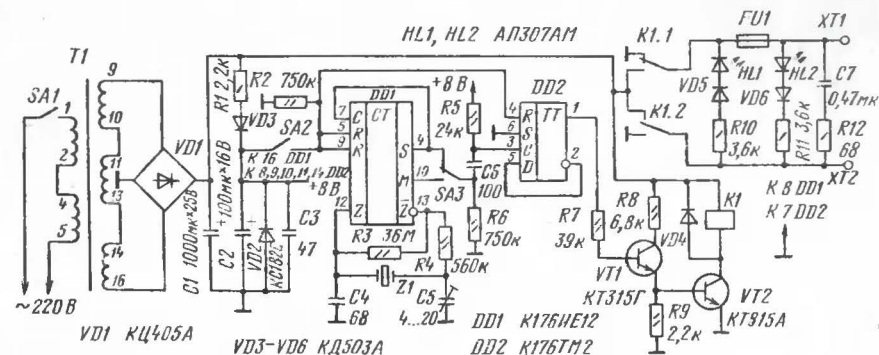 HL1, HL2 АЛ307АМ
T1
SA1
1
2
4
5
9
10
11
13
14
16
~220В
VD1
VD1 КЦ405А
C1 1000мк×25В
R1 2,2к
R2 750к
VD3
SA2
К 16 DD1
К 8,9,10,11,14 DD2
+8В
+100мк×16В
C2
VD2
КС182С
C3
47
DD1
CT
7
5
9
12
C
R
R
Z
4
10
13
S
M
Z
R3 36М
R4
560к
Z1
C4
68
C5
4...20
+8В
R5
24к
C6
100
SA3
R6
750к
DD2
TT
4
6
3
5
R
S
C
D
1
2
R7
39к
R8
6,8к
VT1
КТ315Г
R9
2,2к
VD4
K1
VT2
КТ915А
K1.1
K1.2
FU1
XT1
XT2
VD5
HL1
HL2
VD6
C7
0,47мк
R10
3,6к
R11 3,6к
R12
68
К 8 DD1
К 7 DD2
VD3-VD6 КД503А
DD1 К176ИЕ12
DD2 К176ТМ2